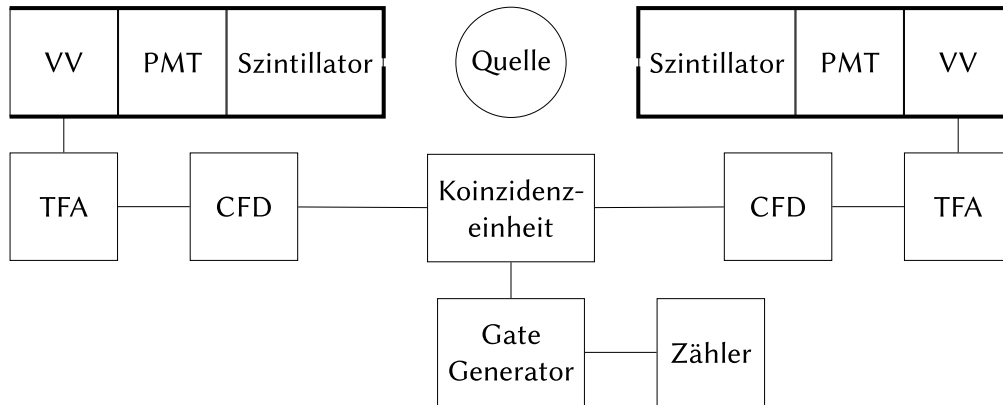 VV PMT Szintillator Quelle Szintillator PMT VV
TFA CFD Koinzidenz-
einheit CFD TFA
Gate
Generator Zähler